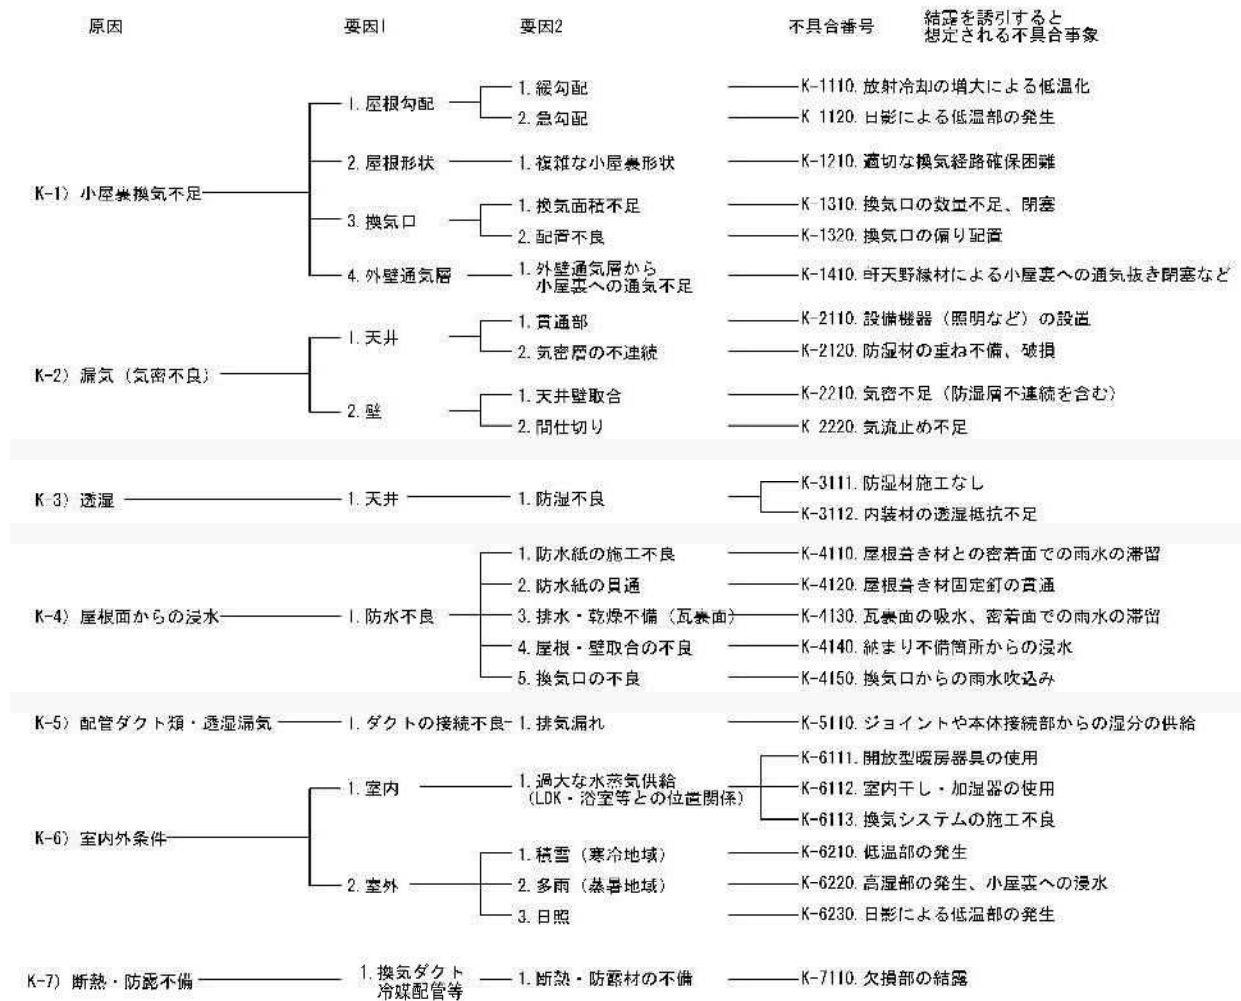 原因 要因1 要因2 不具合番号 結露を誘引すると
想定される不具合事象
1. 緩勾配 K-1110. 放射冷却の増大による低温化
1. 屋根勾配
2. 急勾配 K 1120. 日影による低温部の発生
2. 屋根形状 1. 複雑な小屋裏形状 K-1210. 適切な換気経路確保困難
K-1) 小屋裏換気不足
1. 換気面積不足 K-1310. 換気口の数量不足、閉塞
3. 換気口
2. 配置不良 K-1320. 換気口の偏り配置
4. 外壁通気層 1. 外壁通気層から K-1410. 軒天野縁材による小屋裏への通気抜き閉塞など
小屋裏への通気不足
1. 貫通部 K-2110. 設備機器（照明など）の設置
1. 天井
2. 気密層の不連続 K-2120. 防湿材の重ね不備、破損
K-2) 漏気（気密不良）
1. 天井壁取合 K-2210. 気密不足（防湿層不連続を含む）
2. 壁
2. 間仕切り K 2220. 気流止め不足
K-3111. 防湿材施工なし
K-3) 透湿 1. 天井 1. 防湿不良
K-3112. 内装材の透湿抵抗不足
1. 防水紙の施工不良 K-4110. 屋根葺き材との密着面での雨水の滞留
2. 防水紙の貫通 K-4120. 屋根葺き材固定釘の貫通
K-4) 屋根面からの浸水 1. 防水不良 3. 排水・乾燥不備（瓦裏面） K-4130. 瓦裏面の吸水、密着面での雨水の滞留
4. 屋根・壁取合の不良 K-4140. 納まり不備箇所からの浸水
5. 換気口の不良 K-4150. 換気口からの雨水吹込み
K-5) 配管ダクト類・透湿漏気 1. ダクトの接続不良 1. 排気漏れ K-5110. ジョイントや本体接続部からの湿分の供給
K-6111. 開放型暖房器具の使用
1. 室内 1. 過大な水蒸気供給 K-6112. 室内干し・加湿器の使用
（LDK・浴室等との位置関係）
K-6113. 換気システムの施工不良
K-6) 室内外条件
1. 積雪（寒冷地域） K-6210. 低温部の発生
2. 室外 2. 多雨（蒸暑地域） K-6220. 高湿部の発生、小屋裏への浸水
3. 日照 K-6230. 日影による低温部の発生
K-7) 断熱・防露不備 1. 換気ダクト 1. 断熱・防露材の不備 K-7110. 欠損部の結露
冷媒配管等